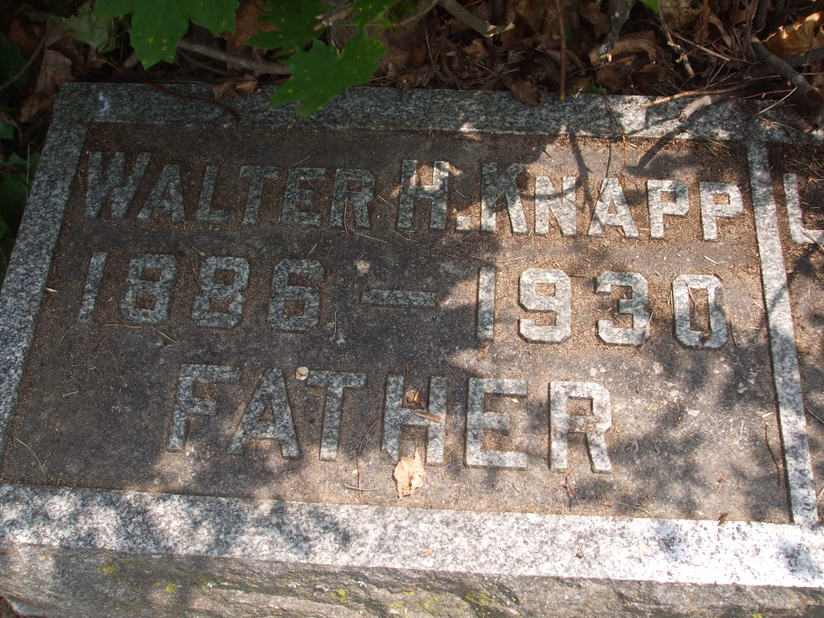 WALTER H. KNAPP
1886 — 1930
FATHER
L